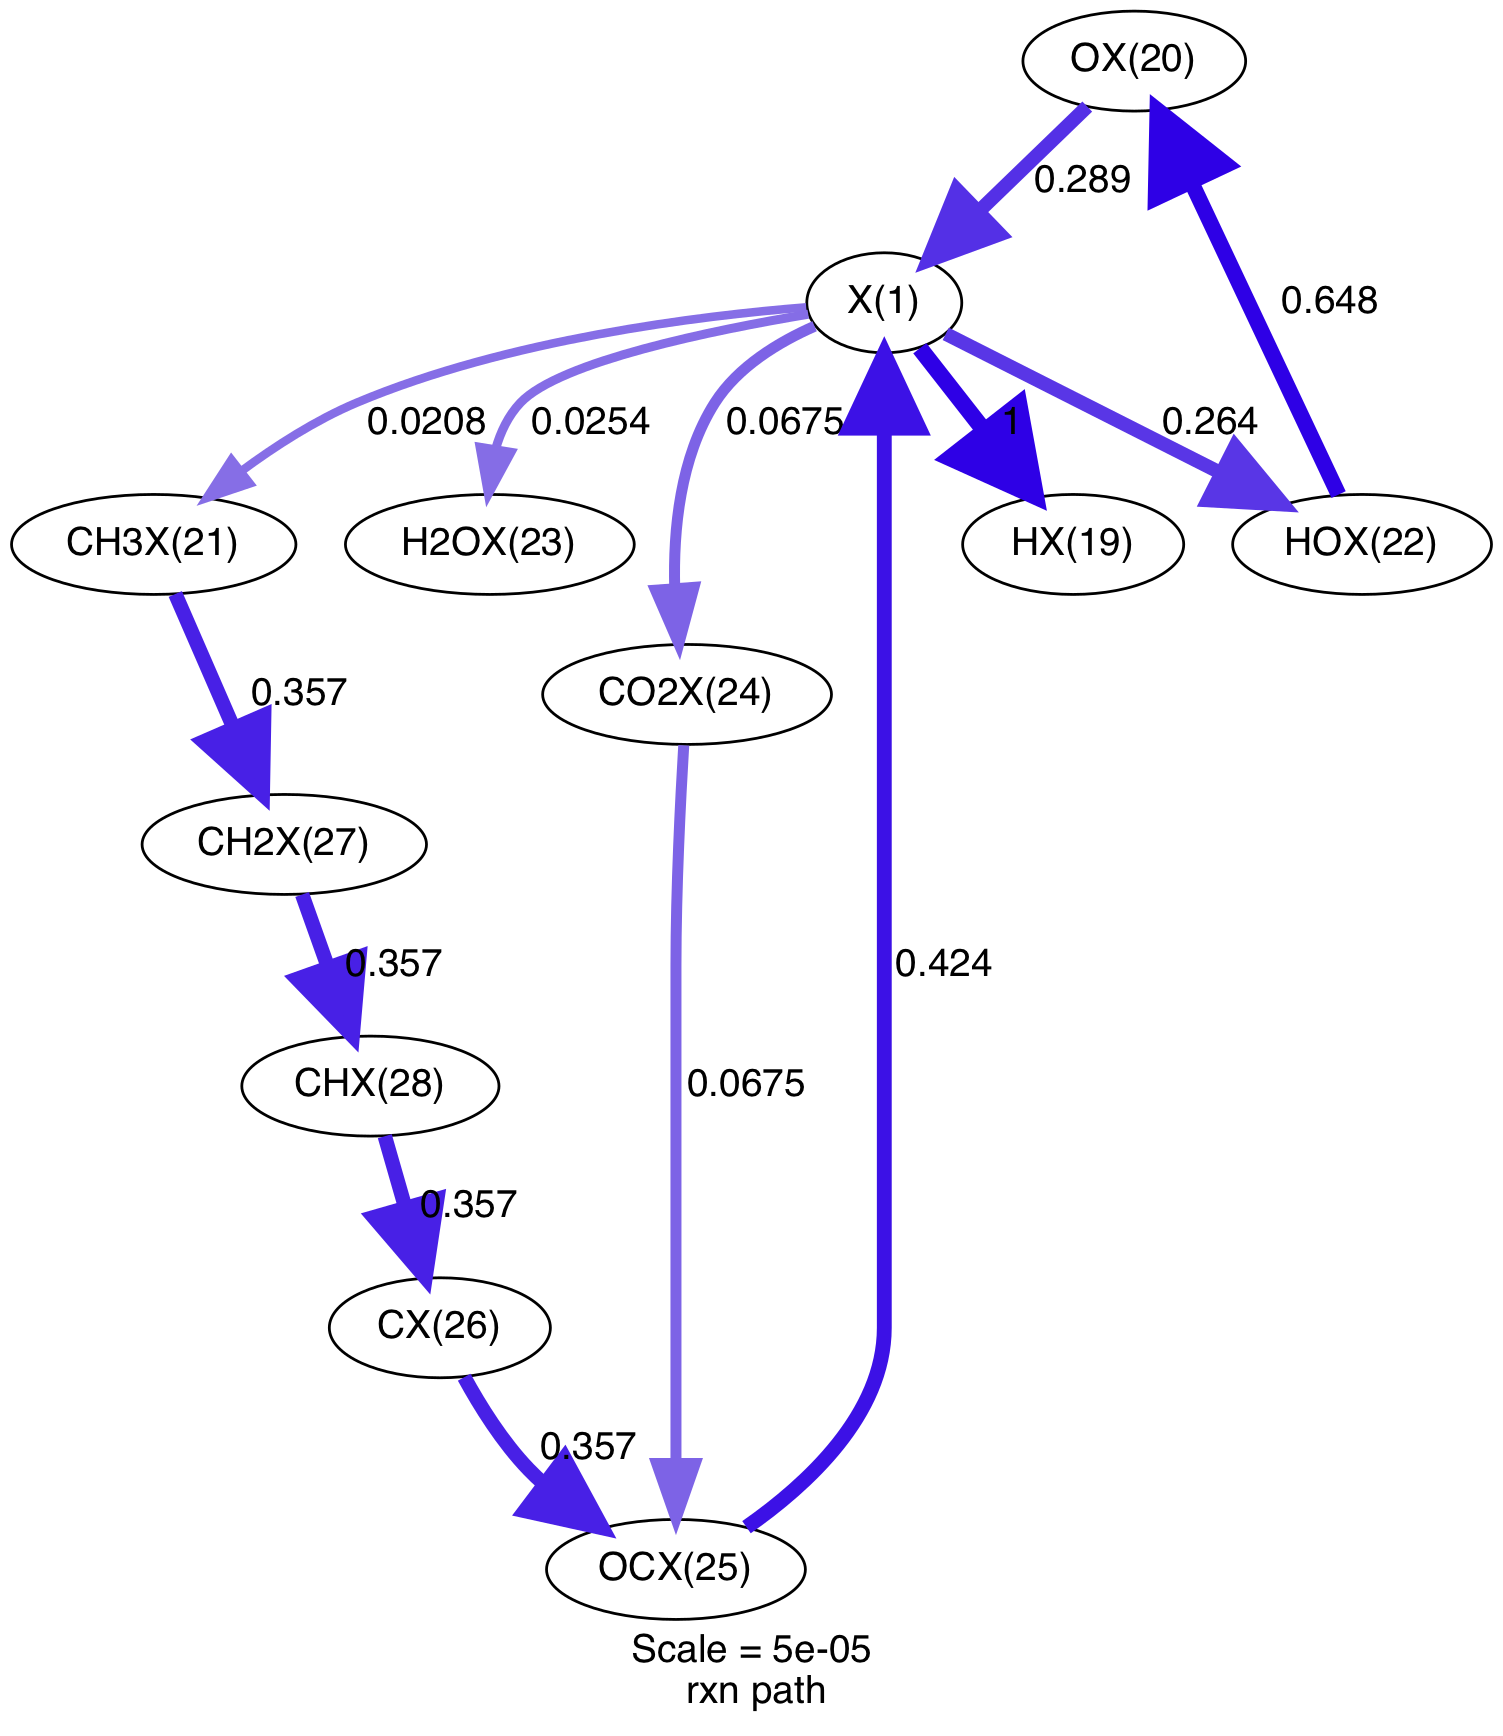 OX(20)
0.289
X(1)
0.648
0.0208
0.0254
0.0675
1
0.264
CH3X(21)
H2OX(23)
HX(19)
HOX(22)
0.357
CO2X(24)
CH2X(27)
0.357
0.424
CHX(28)
0.0675
0.357
CX(26)
0.357
OCX(25)
Scale = 5e-05
rxn path